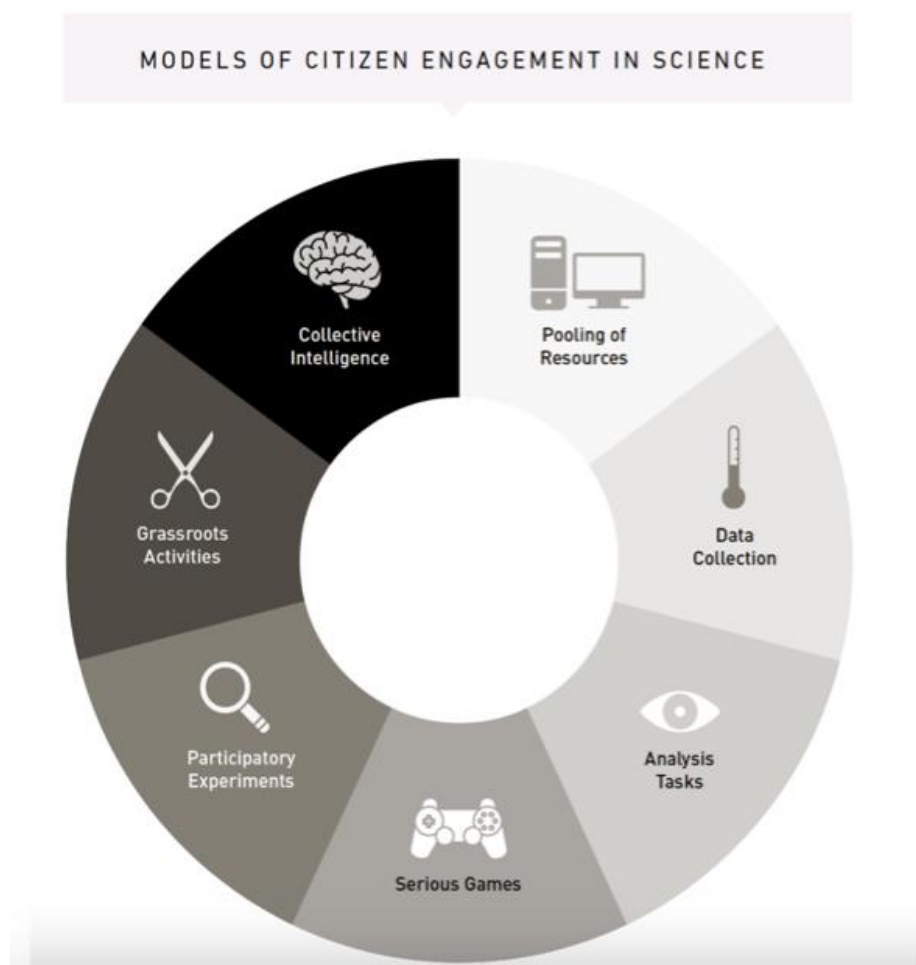 MODELS OF CITIZEN ENGAGEMENT IN SCIENCE
Collective
Intelligence
Pooling of
Resources
Grassroots
Activities
Data
Collection
Participatory
Experiments
Analysis
Tasks
Serious Games